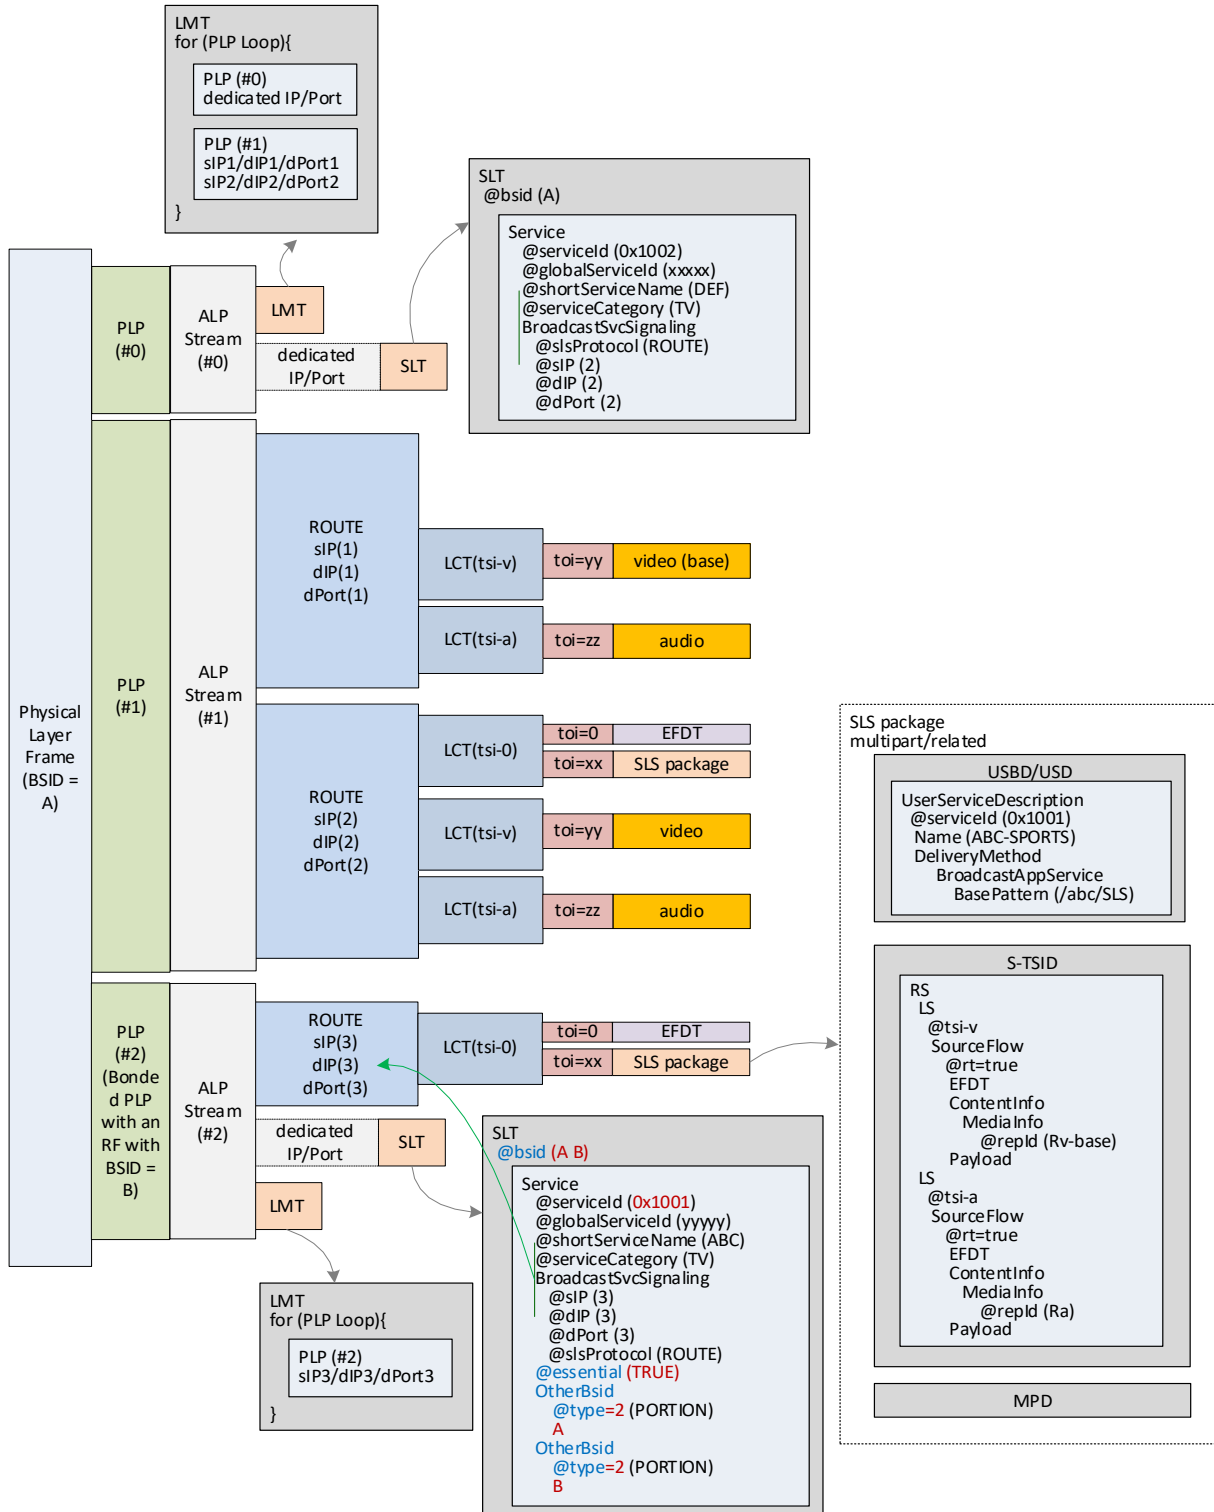 LMT
for (PLP Loop){
PLP (#0)
dedicated IP/Port
PLP (#1)
sIP1/dIP1/dPort1
sIP2/dIP2/dPort2
}
SLT
@bsid (A)
Service
@serviceId (0x1002)
@globalServiceId (xxxxx)
@shortServiceName (DEF)
@serviceCategory (TV)
BroadcastSvcSignaling
@slsProtocol (ROUTE)
@sIP (2)
@dIP (2)
@dPort (2)
Physical
Layer
Frame
(BSID =
A)
PLP
(#0)
ALP
Stream
(#0)
LMT
dedicated
IP/Port
SLT
PLP
(#1)
ALP
Stream
(#1)
ROUTE
sIP(1)
dIP(1)
dPort(1)
LCT(tsi-v)
toi=yy
video (base)
LCT(tsi-a)
toi=zz
audio
ROUTE
sIP(2)
dIP(2)
dPort(2)
LCT(tsi-0)
toi=0
EFDT
toi=xx
SLS package
LCT(tsi-v)
toi=yy
video
LCT(tsi-a)
toi=zz
audio
PLP
(#2)
(Bonde
d PLP
with an
RF with
BSID =
B)
ALP
Stream
(#2)
ROUTE
sIP(3)
dIP(3)
dPort(3)
LCT(tsi-0)
toi=0
EFDT
toi=xx
SLS package
dedicated
IP/Port
SLT
LMT
LMT
for (PLP Loop){
PLP (#2)
sIP3/dIP3/dPort3
}
SLT
@bsid (A B)
Service
@serviceId (0x1001)
@globalServiceId (yyyyy)
@shortServiceName (ABC)
@serviceCategory (TV)
BroadcastSvcSignaling
@sIP (3)
@dIP (3)
@dPort (3)
@slsProtocol (ROUTE)
@essential (TRUE)
OtherBsid
@type=2 (PORTION)
A
OtherBsid
@type=2 (PORTION)
B
SLS package
multipart/related
USBD/USD
UserServiceDescription
@serviceId (0x1001)
Name (ABC-SPORTS)
DeliveryMethod
BroadcastAppService
BasePattern (/abc/SLS)
S-TSID
RS
LS
@tsi-v
SourceFlow
@rt=true
EFDT
ContentInfo
MediaInfo
@repId (Rv-base)
Payload
LS
@tsi-a
SourceFlow
@rt=true
EFDT
ContentInfo
MediaInfo
@repId (Ra)
Payload
MPD